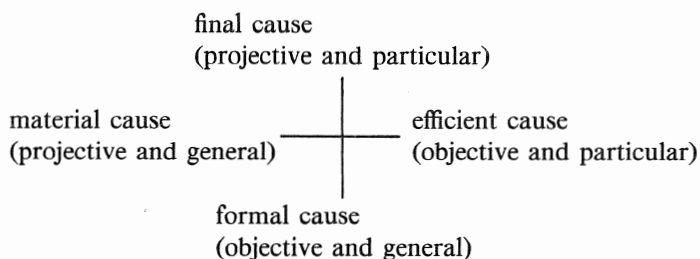 final cause
(projective and particular)
material cause
(projective and general)
efficient cause
(objective and particular)
formal cause
(objective and general)